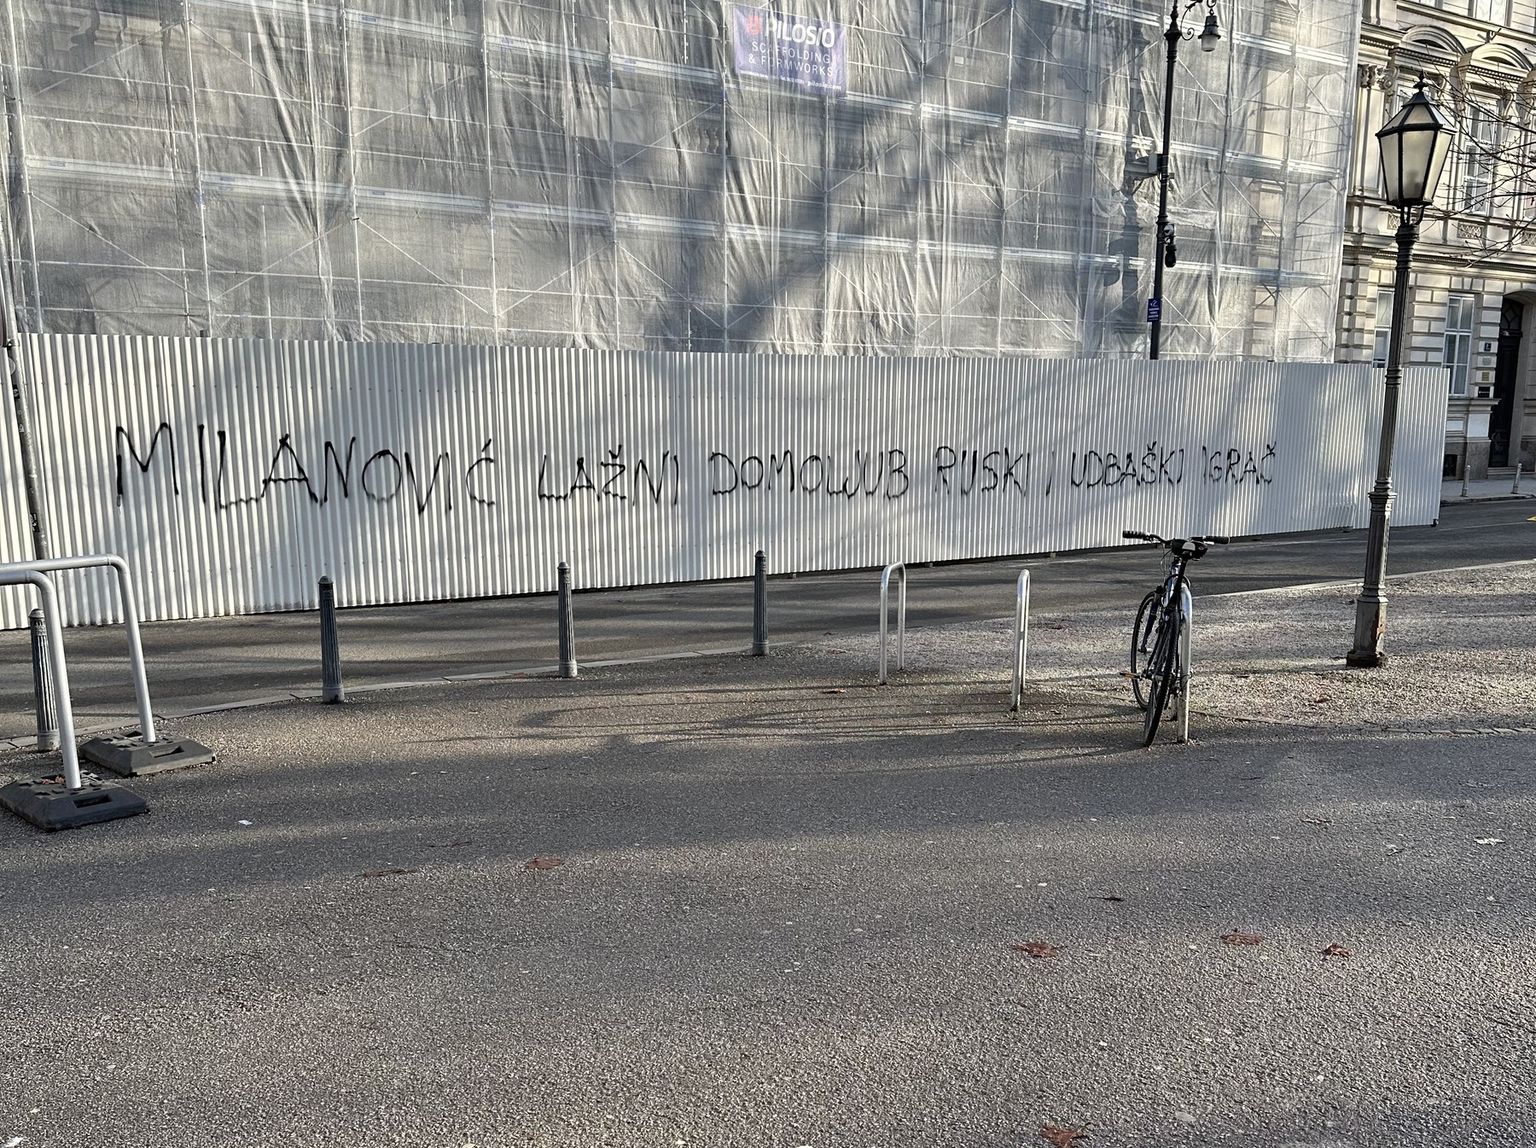 PILOSIO
SCAFFOLDING
& FORMWORKS
MILANOVIĆ LAŽNI DOMOLJUB RUSKI I UDBAŠKI IGRAČ